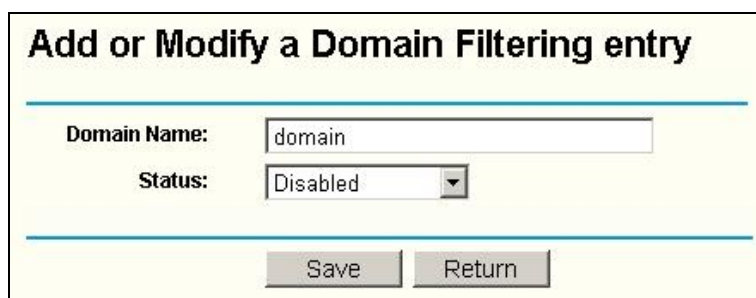 Add or Modify a Domain Filtering entry
Domain Name: domain
Status: Disabled
Save Return